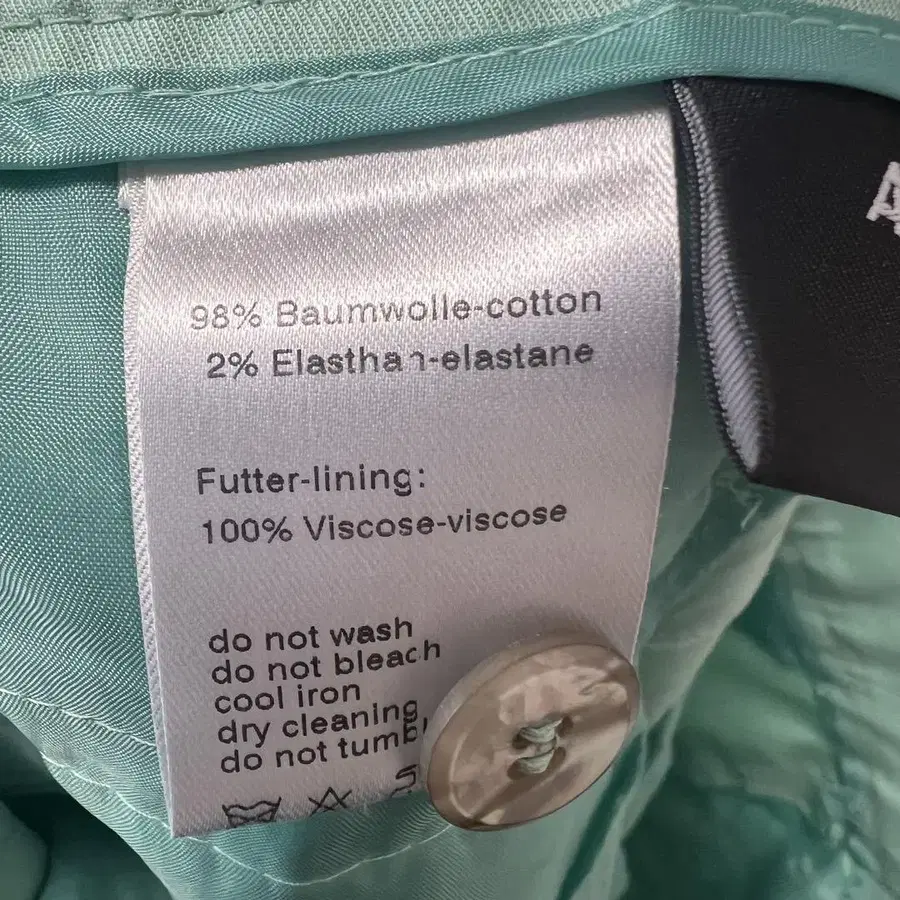 98% Baumwolle-cotton
2% Elasthan-elastane
Futter-lining:
100% Viscose-viscose
do not wash
do not bleach
cool iron
dry cleaning
do not